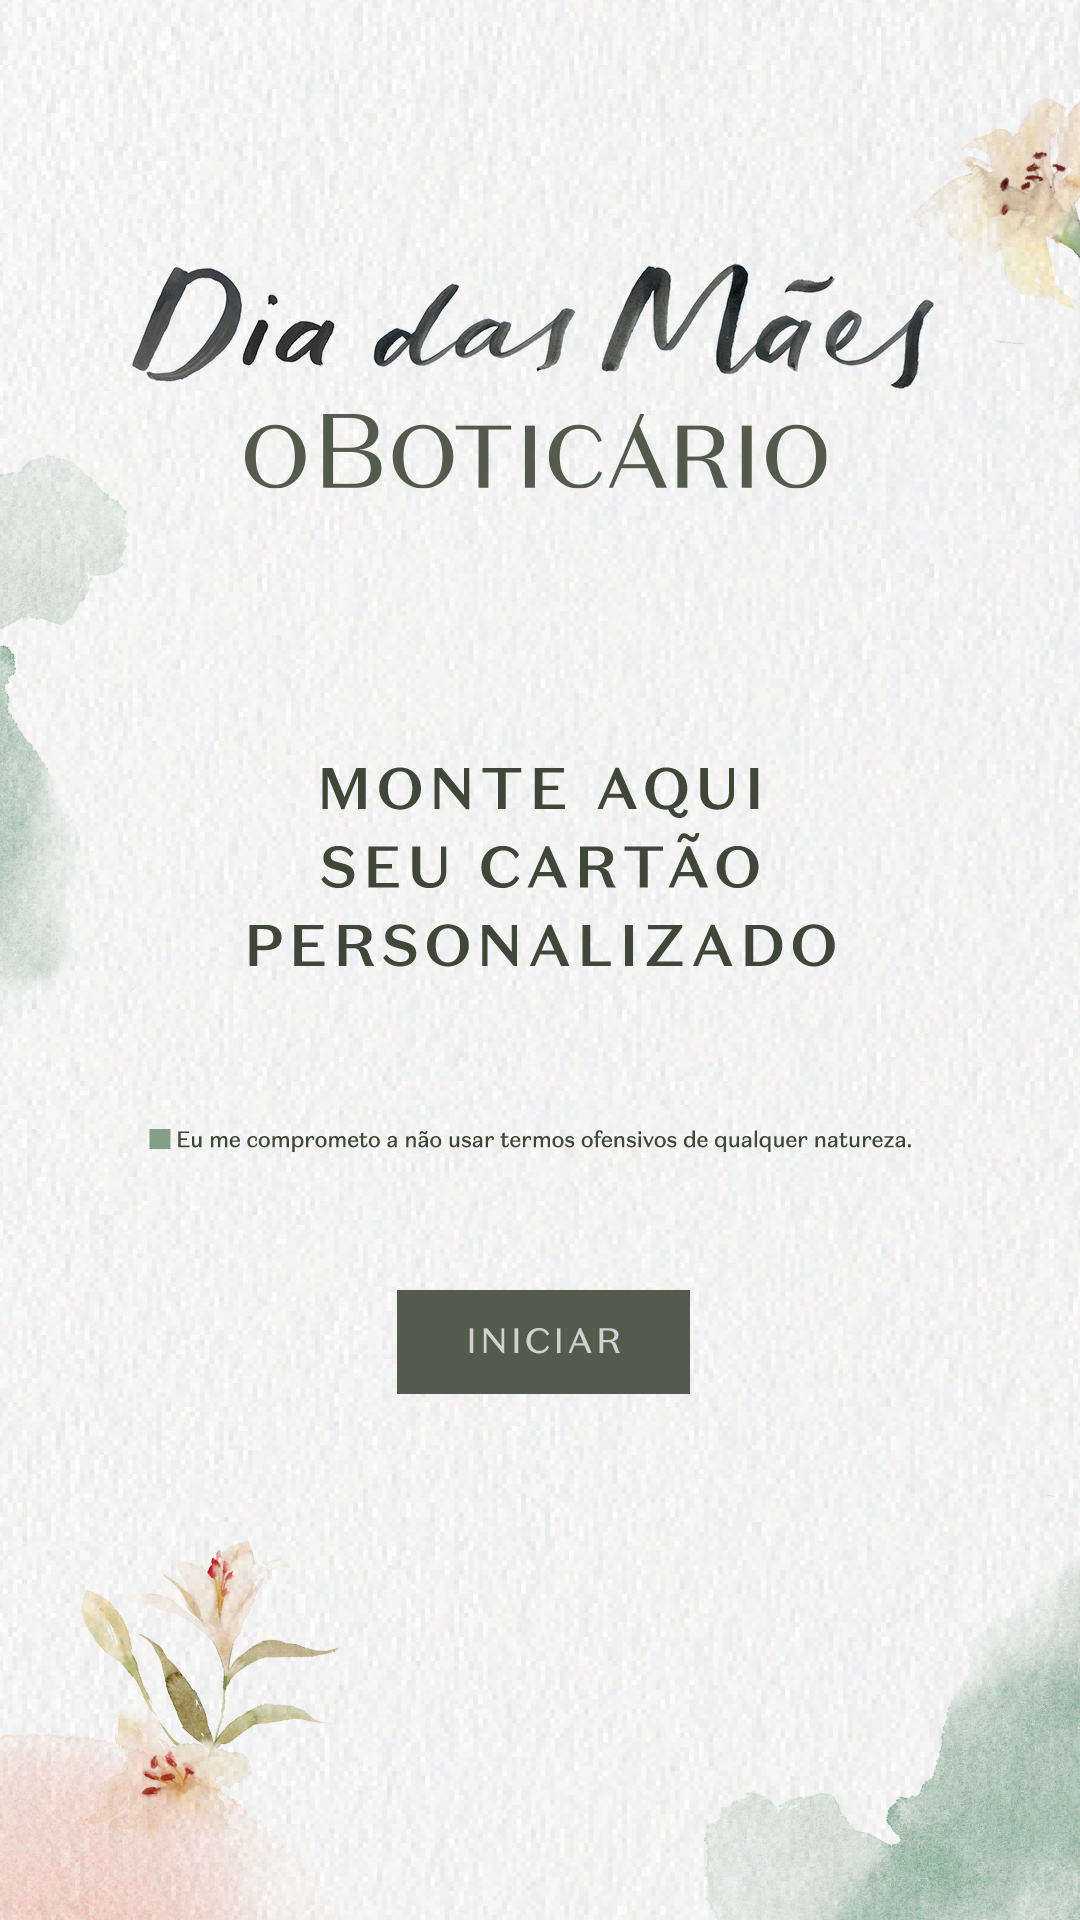 Dia das Mães
OBOTICÁRIO
MONTE AQUI
SEU CARTÃO
PERSONALIZADO
Eu me comprometo a não usar termos ofensivos de qualquer natureza.
INICIAR